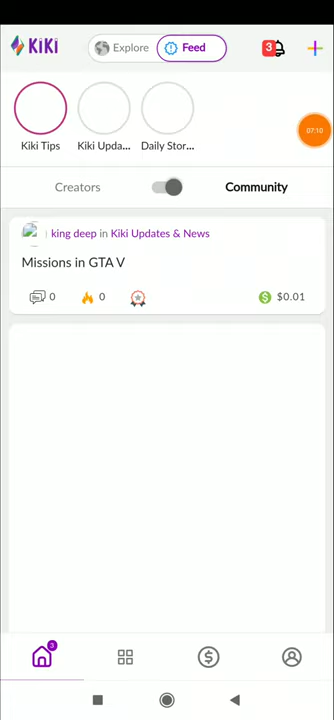 KiKi
Explore
Feed
3
Kiki Tips
Kiki Upda...
Daily Stor...
07:10
Creators
Community
king deep in Kiki Updates & News
Missions in GTA V
0
0
$0.01
3